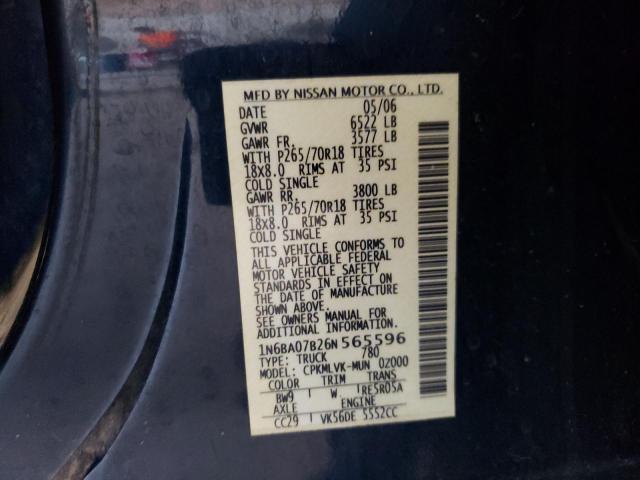 MFD BY NISSAN MOTOR CO., LTD.
DATE 05/06
GVWR 6522 LB
GAWR FR. 3577 LB
WITH P265/70R18 TIRES
18X8.0 RIMS AT 35 PSI
COLD SINGLE
GAWR RR. 3800 LB
WITH P265/70R18 TIRES
18X8.0 RIMS AT 35 PSI
COLD SINGLE
THIS VEHICLE CONFORMS TO
ALL APPLICABLE FEDERAL
MOTOR VEHICLE SAFETY
STANDARDS IN EFFECT ON
THE DATE OF MANUFACTURE
SHOWN ABOVE.
SEE OWNERS MANUAL FOR
ADDITIONAL INFORMATION.
1N6BA07B26N565596
TYPE: TRUCK 780
MODEL: CPKMLVK-MUN 0Z000
COLOR TRIM TRANS
BW9 W RE5R05A
AXLE ENGINE
CC29 VK56DE 5552CC